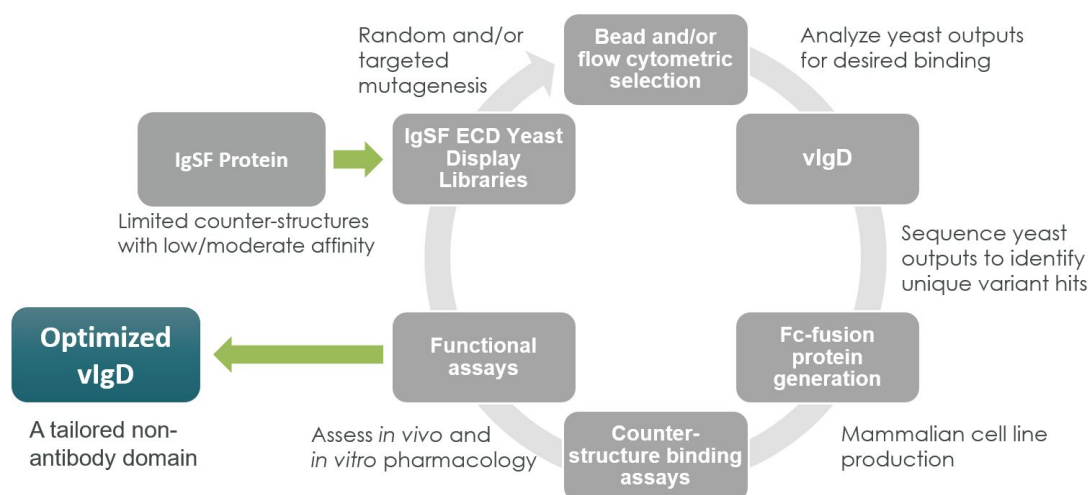 Random and/or
targeted
mutagenesis
Bead and/or
flow cytometric
selection
Analyze yeast outputs
for desired binding
IgSF Protein
IgSF ECD Yeast
Display
Libraries
vIgD
Limited counter-structures
with low/moderate affinity
Sequence yeast
outputs to identify
unique variant hits
Optimized
vIgD
Functional
assays
Fc-fusion
protein
generation
A tailored non-
antibody domain
Assess in vivo and
in vitro pharmacology
Counter-
structure binding
assays
Mammalian cell line
production